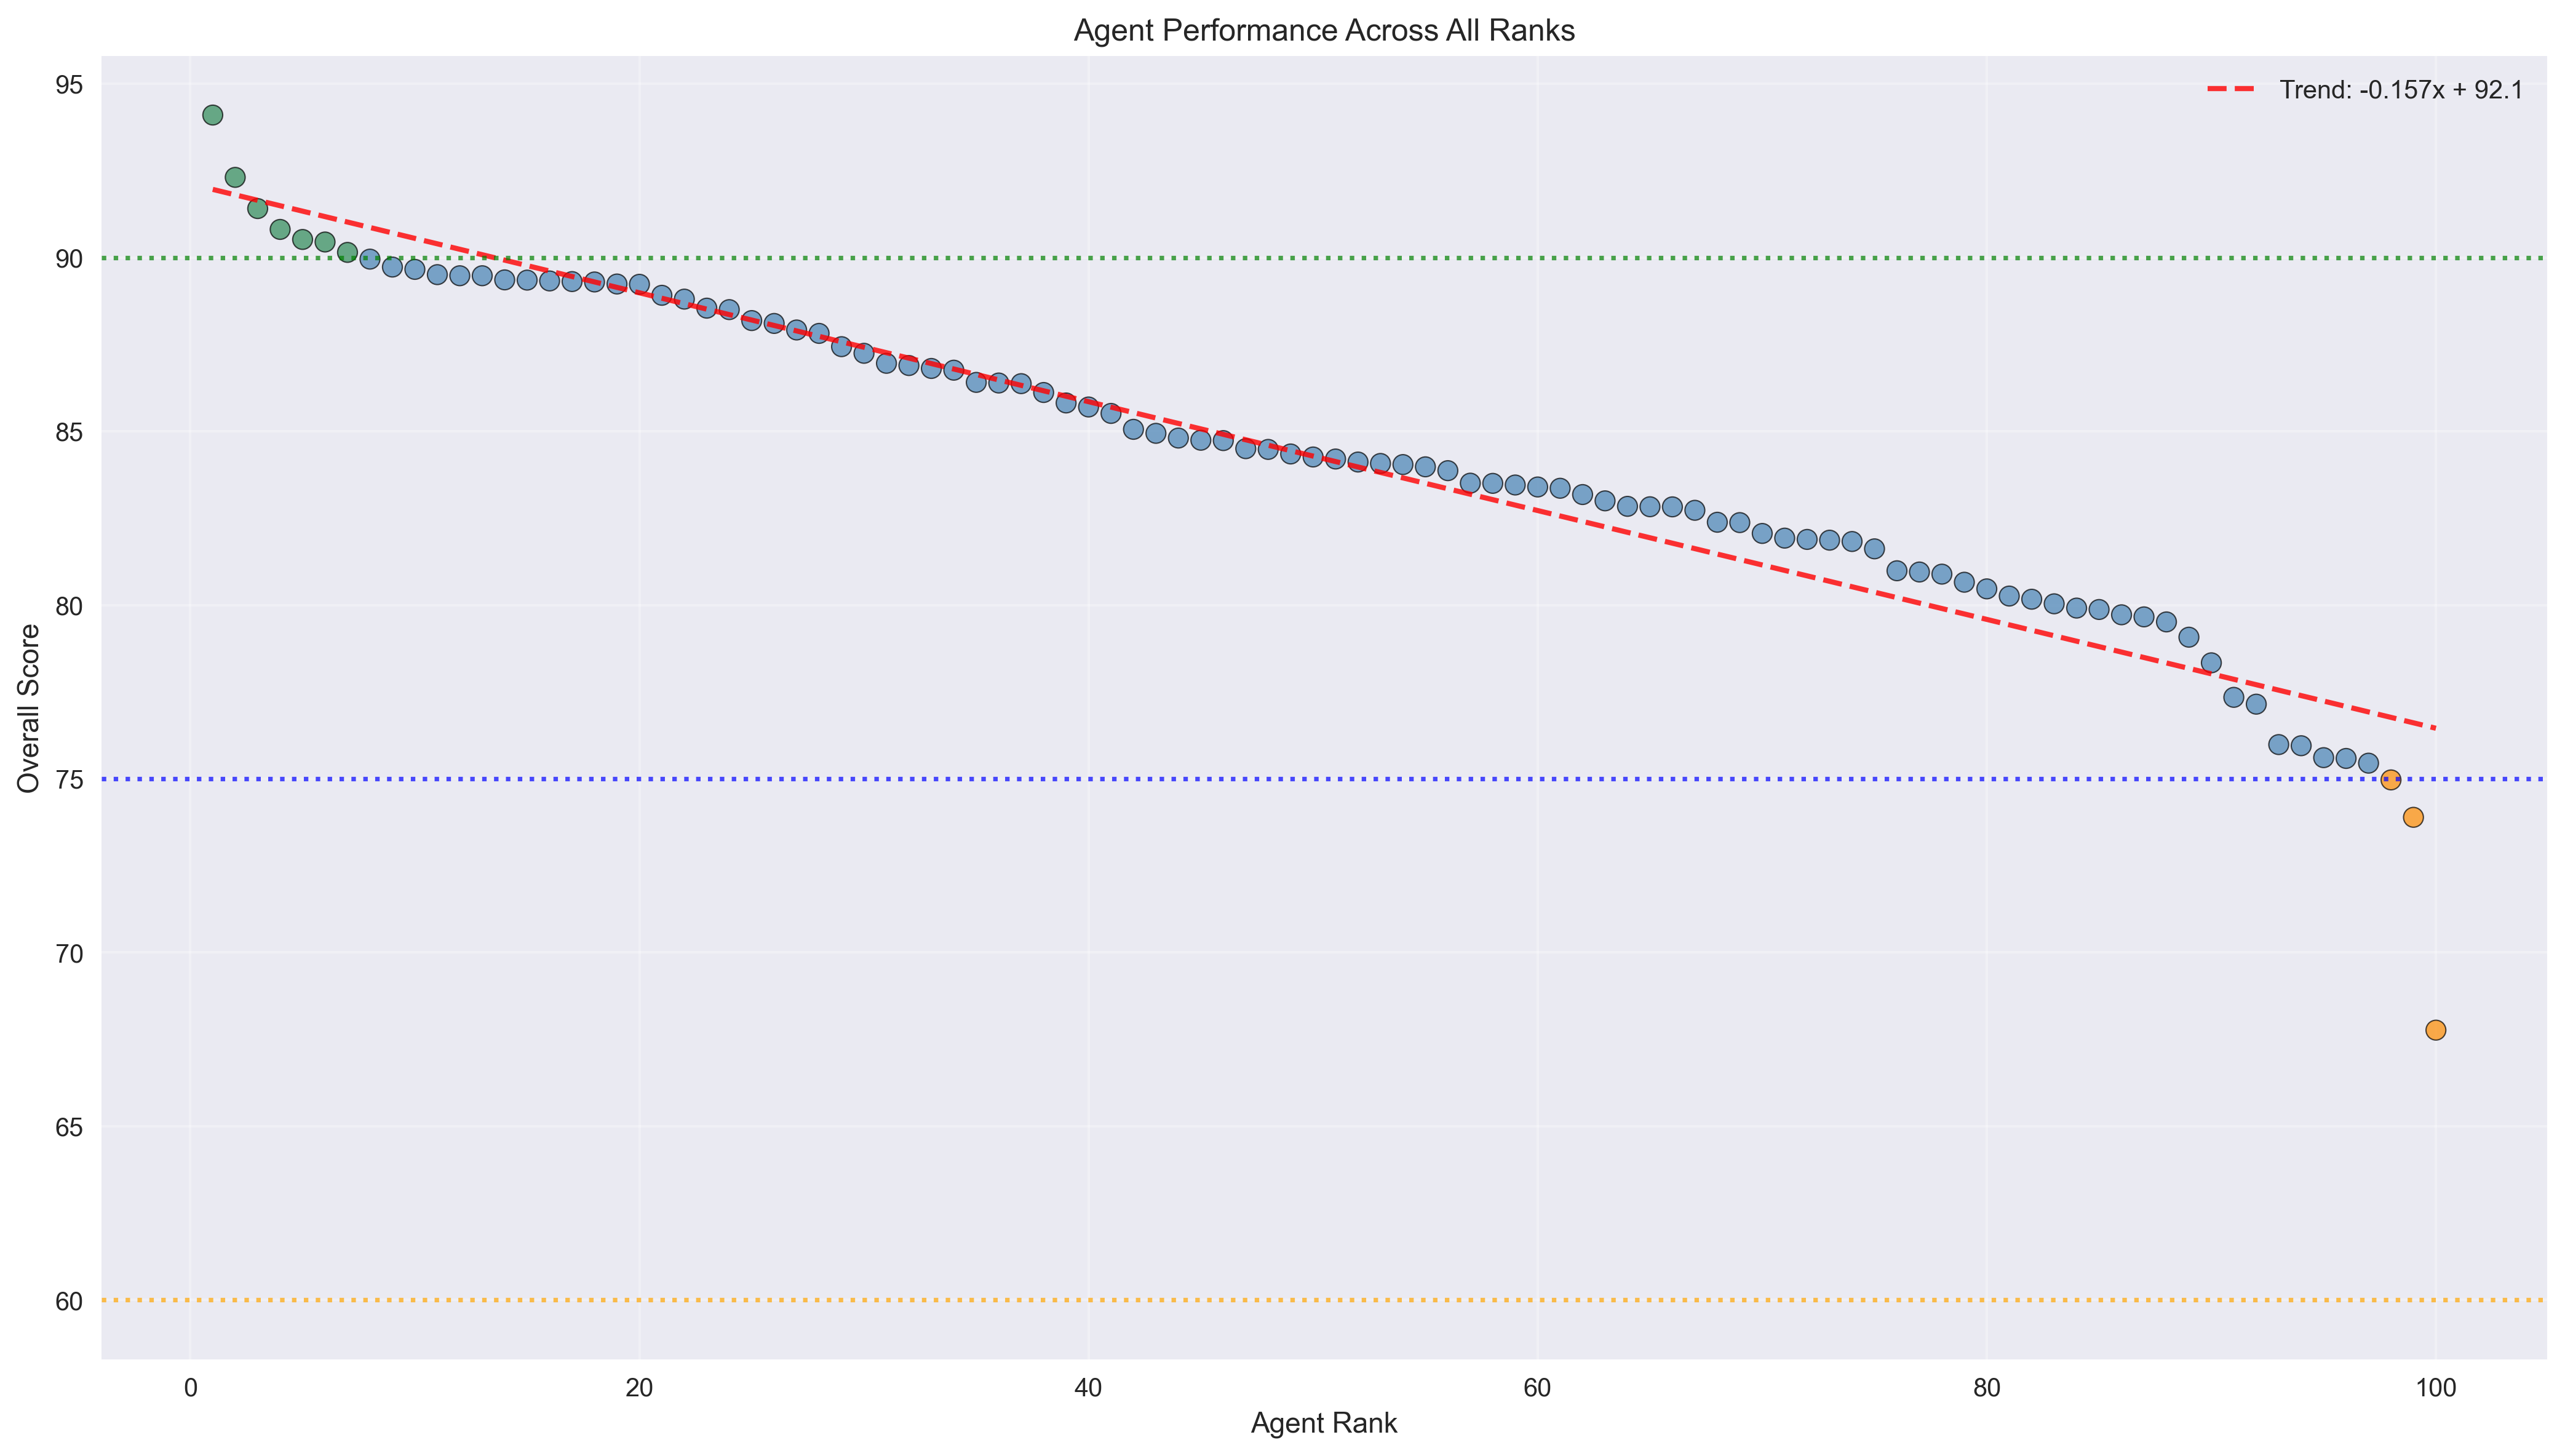 Agent Performance Across All Ranks
Trend: -0.157x + 92.1
Overall Score
95
90
85
80
75
70
65
60
0 20 40 60 80 100
Agent Rank